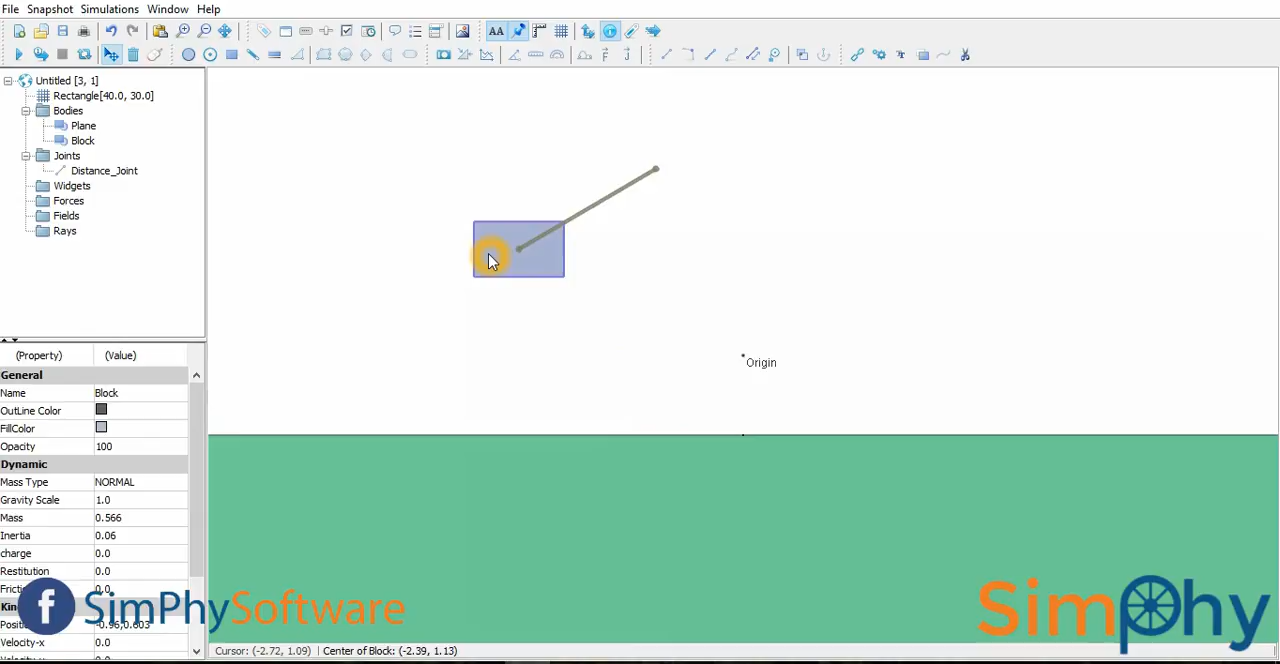 File Snapshot Simulations Window Help
AA
Untitled [3, 1]
Rectangle[40.0, 30.0]
Bodies
Plane
Block
Joints
Distance_Joint
Widgets
Forces
Fields
Rays
(Property) (Value)
General
Name Block
OutLine Color
FillColor
Opacity 100
Dynamic
Mass Type NORMAL
Gravity Scale 1.0
Mass 0.566
Inertia 0.06
charge 0.0
Restitution 0.0
Frictio 0.0
Kin
Positio -0.96,0.603
Velocity-x 0.0
Origin
f SimPhySoftware
Simphy
Cursor: (-2.72, 1.09) Center of Block: (-2.39, 1.13)